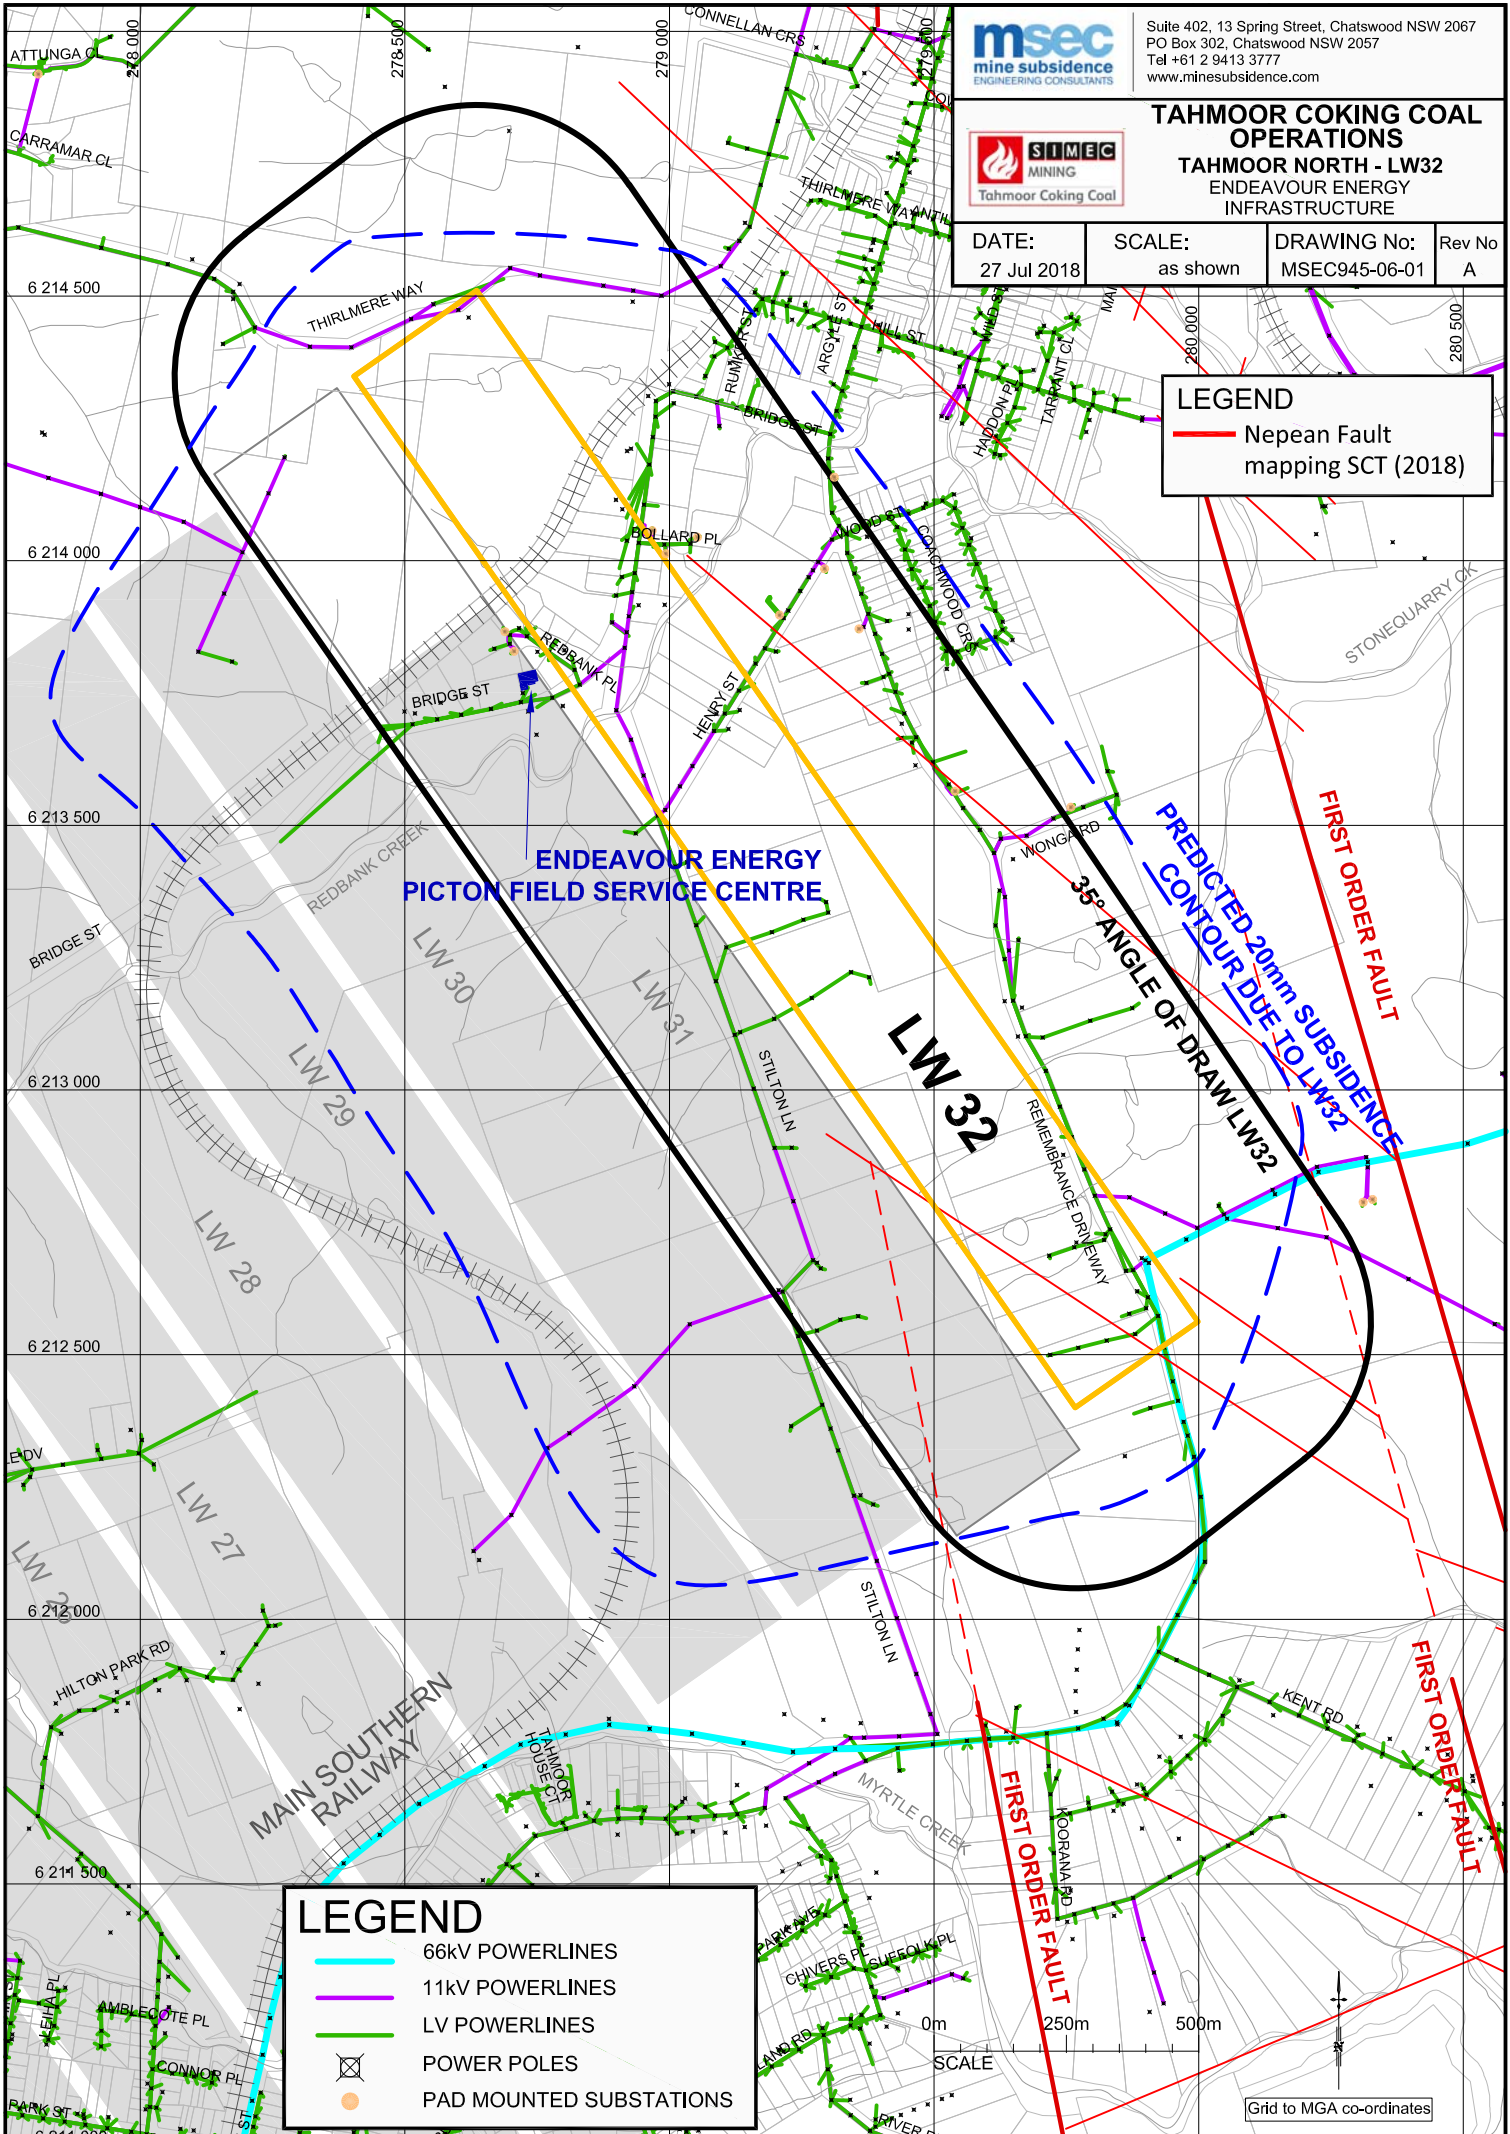 msec
mine subsidence
ENGINEERING CONSULTANTS
Suite 402, 13 Spring Street, Chatswood NSW 2067
PO Box 302, Chatswood NSW 2057
Tel +61 2 9413 3777
www.minesubsidence.com
SIMEC
MINING
Tahmoor Coking Coal
TAHMOOR COKING COAL
OPERATIONS
TAHMOOR NORTH - LW32
ENDEAVOUR ENERGY
INFRASTRUCTURE
DATE:
27 Jul 2018
SCALE:
as shown
DRAWING No:
MSEC945-06-01
Rev No
A
LEGEND
Nepean Fault
mapping SCT (2018)
278 000
278 500
279 000
279 500
280 000
280 500
6 214 500
6 214 000
6 213 500
6 213 000
6 212 500
6 212 000
6 211 500
ATTUNGA CL
CARRAMAR CL
CONNELLAN CRS
THIRLMERE WAY
THIRLMERE WAY
RUMKER ST
ARGYLE ST
HILL ST
WILD ST
HADDON PL
TARRANT CL
BRIDGE ST
BOLLARD PL
WOOD ST
COACHWOOD CRS
STONEQUARRY CK
REDBANK PL
BRIDGE ST
HENRY ST
ENDEAVOUR ENERGY
PICTON FIELD SERVICE CENTRE
REDBANK CREEK
BRIDGE ST
WONGA RD
35° ANGLE OF DRAW LW32
PREDICTED 20mm SUBSIDENCE
CONTOUR DUE TO LW32
FIRST ORDER FAULT
LW 32
LW 31
LW 30
LW 29
LW 28
LW 27
STILTON LN
REMEMBRANCE DRIVEWAY
STILTON LN
HILTON PARK RD
MAIN SOUTHERN
RAILWAY
TAHMOOR
HOUSE CT
MYRTLE CREEK
KENT RD
KOORANA RD
FIRST ORDER FAULT
FIRST ORDER FAULT
PARK AVE
CHIVERS PL
SUFFOLK PL
LEIHA PL
AMBLECOTE PL
CONNOR PL
PARK ST
ST
LEGEND
66kV POWERLINES
11kV POWERLINES
LV POWERLINES
POWER POLES
PAD MOUNTED SUBSTATIONS
0m
250m
500m
SCALE
N
Grid to MGA co-ordinates